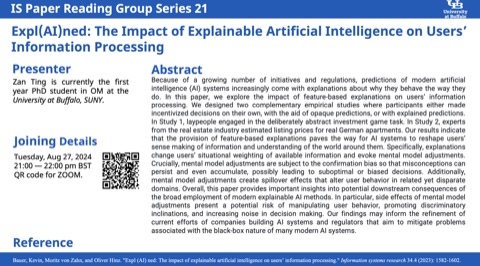 IS Paper Reading Group Series 21
University
at Buffalo
Expl(AI)ned: The Impact of Explainable Artificial Intelligence on Users'
Information Processing
Presenter
Zan Ting is currently the first
year PhD student in OM at the
University at Buffalo, SUNY.
Joining Details
Tuesday, Aug 27, 2024
21:00 — 22:00 pm BST
QR code for ZOOM.
Abstract
Because of a growing number of initiatives and regulations, predictions of modern artificial
intelligence (AI) systems increasingly come with explanations about why they behave the way they
do. In this paper, we explore the impact of feature-based explanations on users' information
processing. We designed two complementary empirical studies where participants either made
incentivized decisions on their own, with the aid of opaque predictions, or with explained predictions.
In Study 1, laypeople engaged in the deliberately abstract investment game task. In Study 2, experts
from the real estate industry estimated listing prices for real German apartments. Our results indicate
that the provision of feature-based explanations paves the way for AI systems to reshape users'
sense making of information and understanding of the world around them. Specifically, explanations
change users' situational weighting of available information and evoke mental model adjustments.
Crucially, mental model adjustments are subject to the confirmation bias so that misconceptions can
persist and even accumulate, possibly leading to suboptimal or biased decisions. Additionally,
mental model adjustments create spillover effects that alter user behavior in related yet disparate
domains. Overall, this paper provides important insights into potential downstream consequences of
the broad employment of modern explainable AI methods. In particular, side effects of mental model
adjustments present a potential risk of manipulating user behavior, promoting discriminatory
inclinations, and increasing noise in decision making. Our findings may inform the refinement of
current efforts of companies building AI systems and regulators that aim to mitigate problems
associated with the black-box nature of many modern AI systems.
Reference
Bauer, Kevin, Moritz von Zahn, and Oliver Hinz. "Expl (AI) ned: The impact of explainable artificial intelligence on users' information processing." Information systems research 34.4 (2023): 1582-1602.